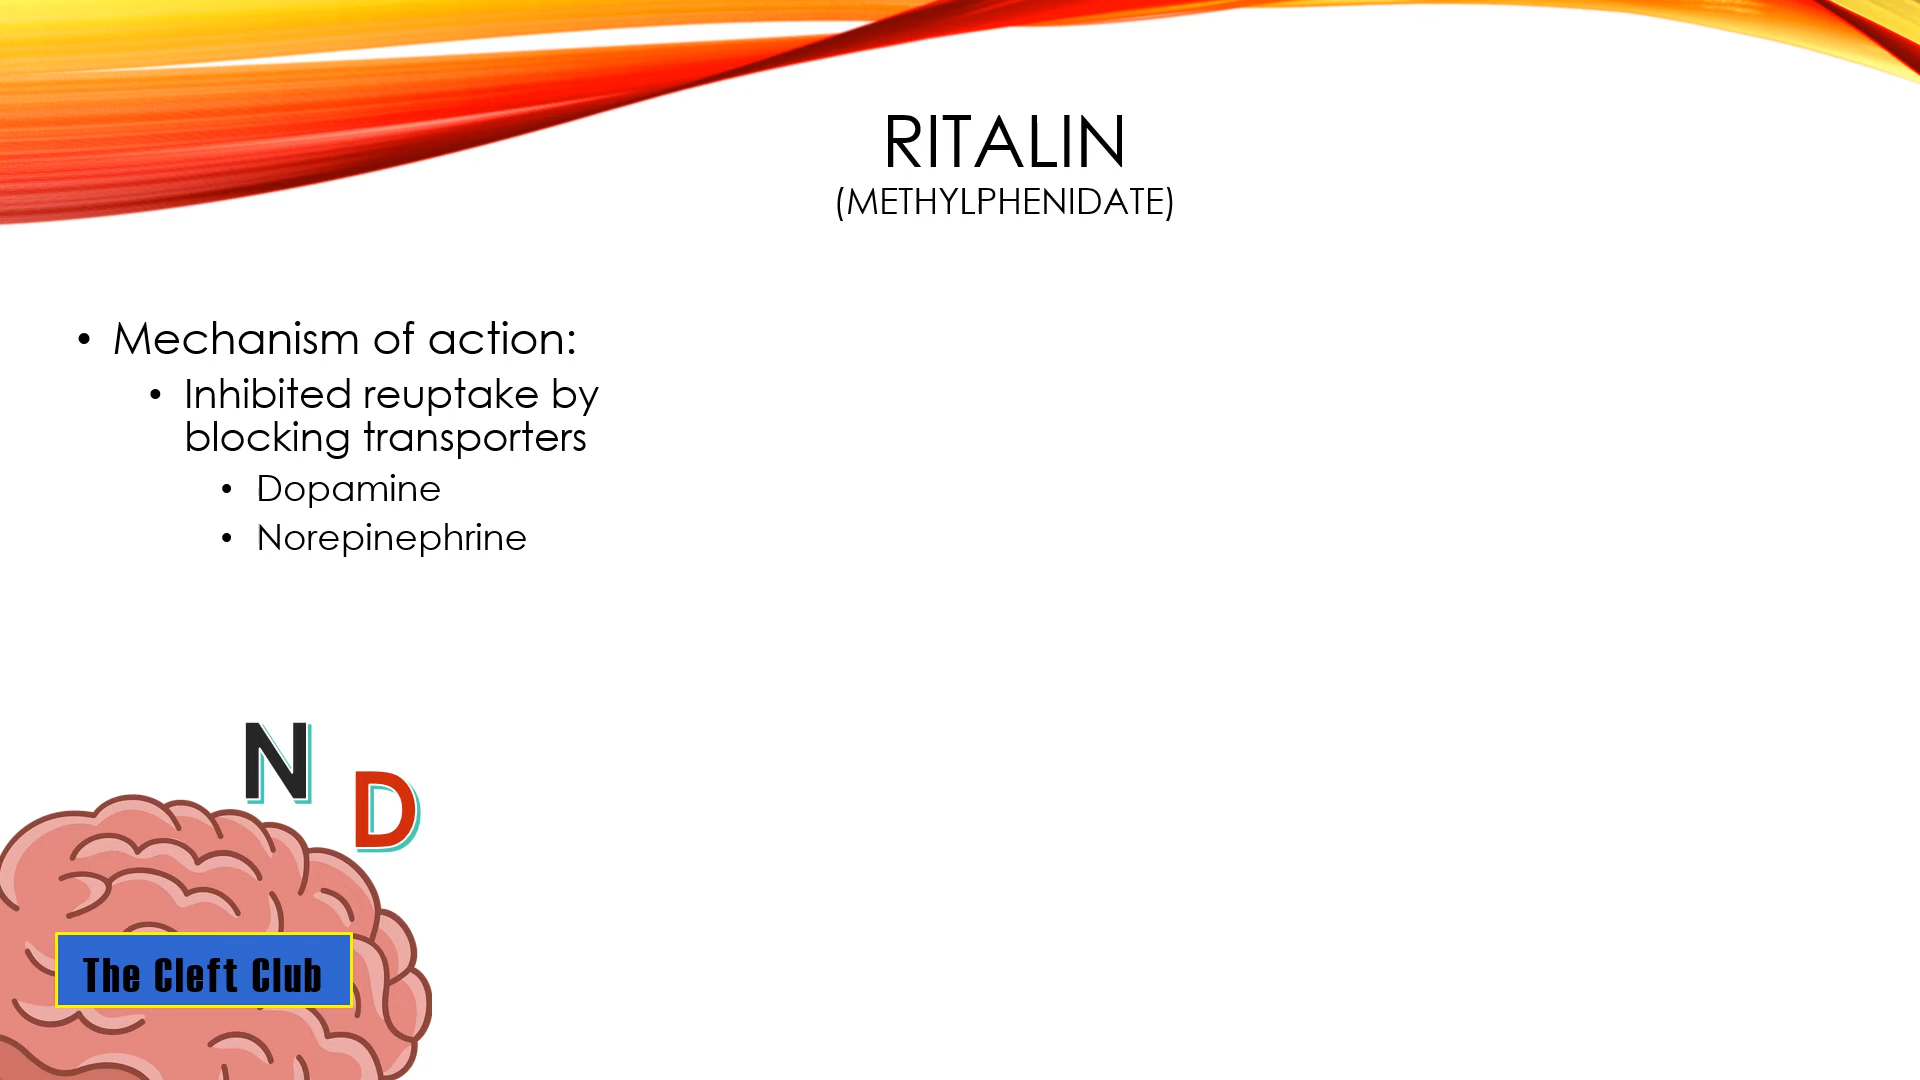 RITALIN
(METHYLPHENIDATE)
• Mechanism of action:
• Inhibited reuptake by
blocking transporters
• Dopamine
• Norepinephrine
N
D
The Cleft Club